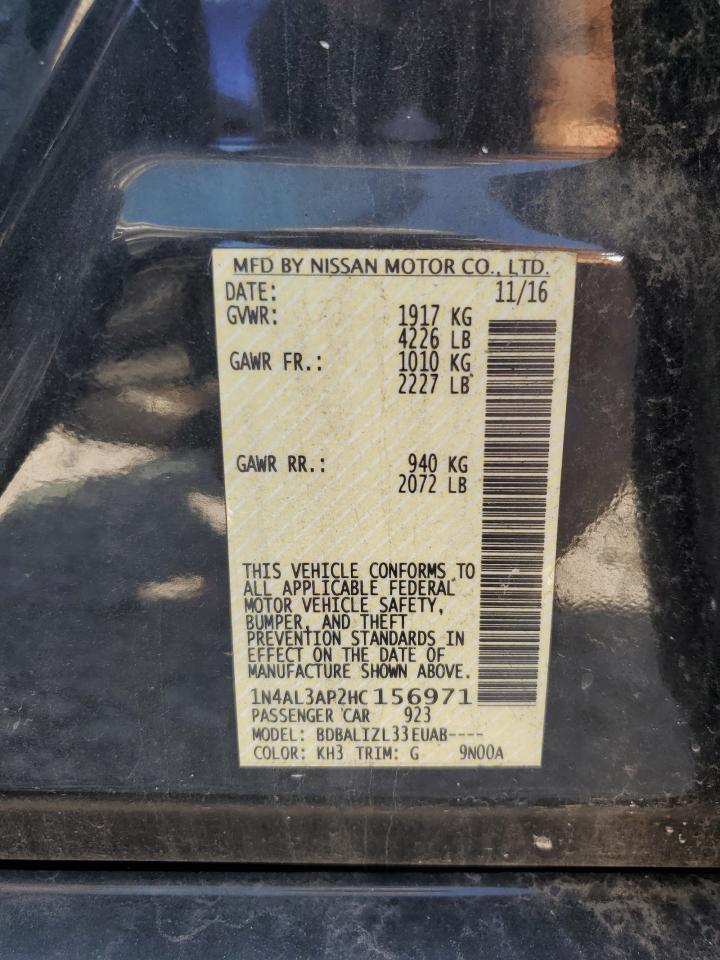 MFD BY NISSAN MOTOR CO., LTD.
DATE: 11/16
GVWR: 1917 KG
4226 LB
GAWR FR.: 1010 KG
2227 LB
GAWR RR.: 940 KG
2072 LB
THIS VEHICLE CONFORMS TO
ALL APPLICABLE FEDERAL
MOTOR VEHICLE SAFETY,
BUMPER, AND THEFT
PREVENTION STANDARDS IN
EFFECT ON THE DATE OF
MANUFACTURE SHOWN ABOVE.
1N4AL3AP2HC156971
PASSENGER CAR 923
MODEL: BDBALIZL33EUAB----
COLOR: KH3 TRIM: G 9N00A